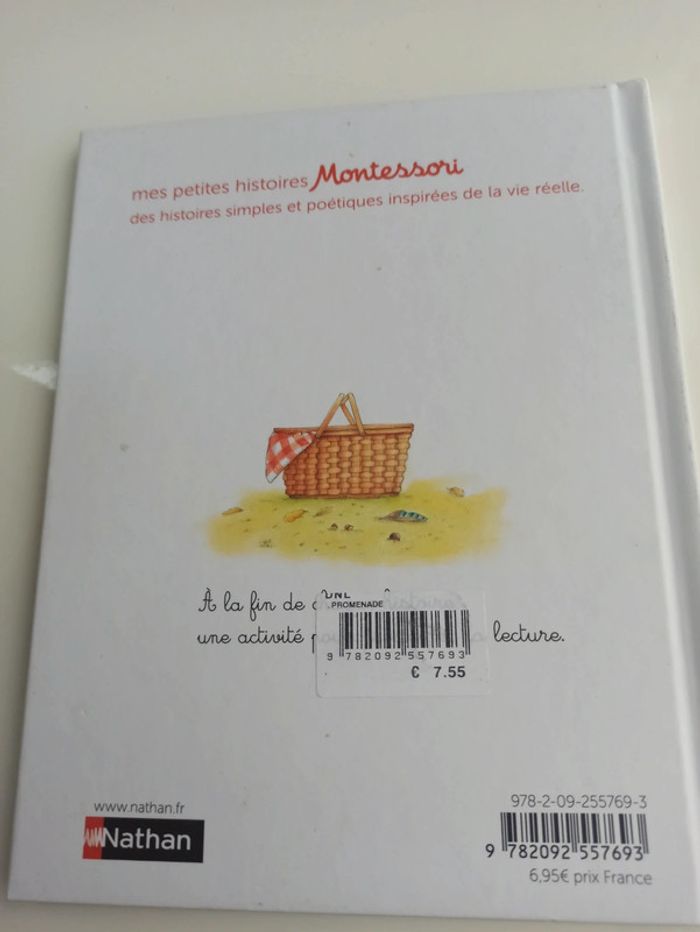 mes petites histoires Montessori
des histoires simples et poétiques inspirées de la vie réelle.
À la fin de
UNE
PROMENADE
une activité
lecture.
9 782092 557693
€ 7.55
www.nathan.fr
Nathan
978-2-09-255769-3
9 782092 557693
6,95€ prix France